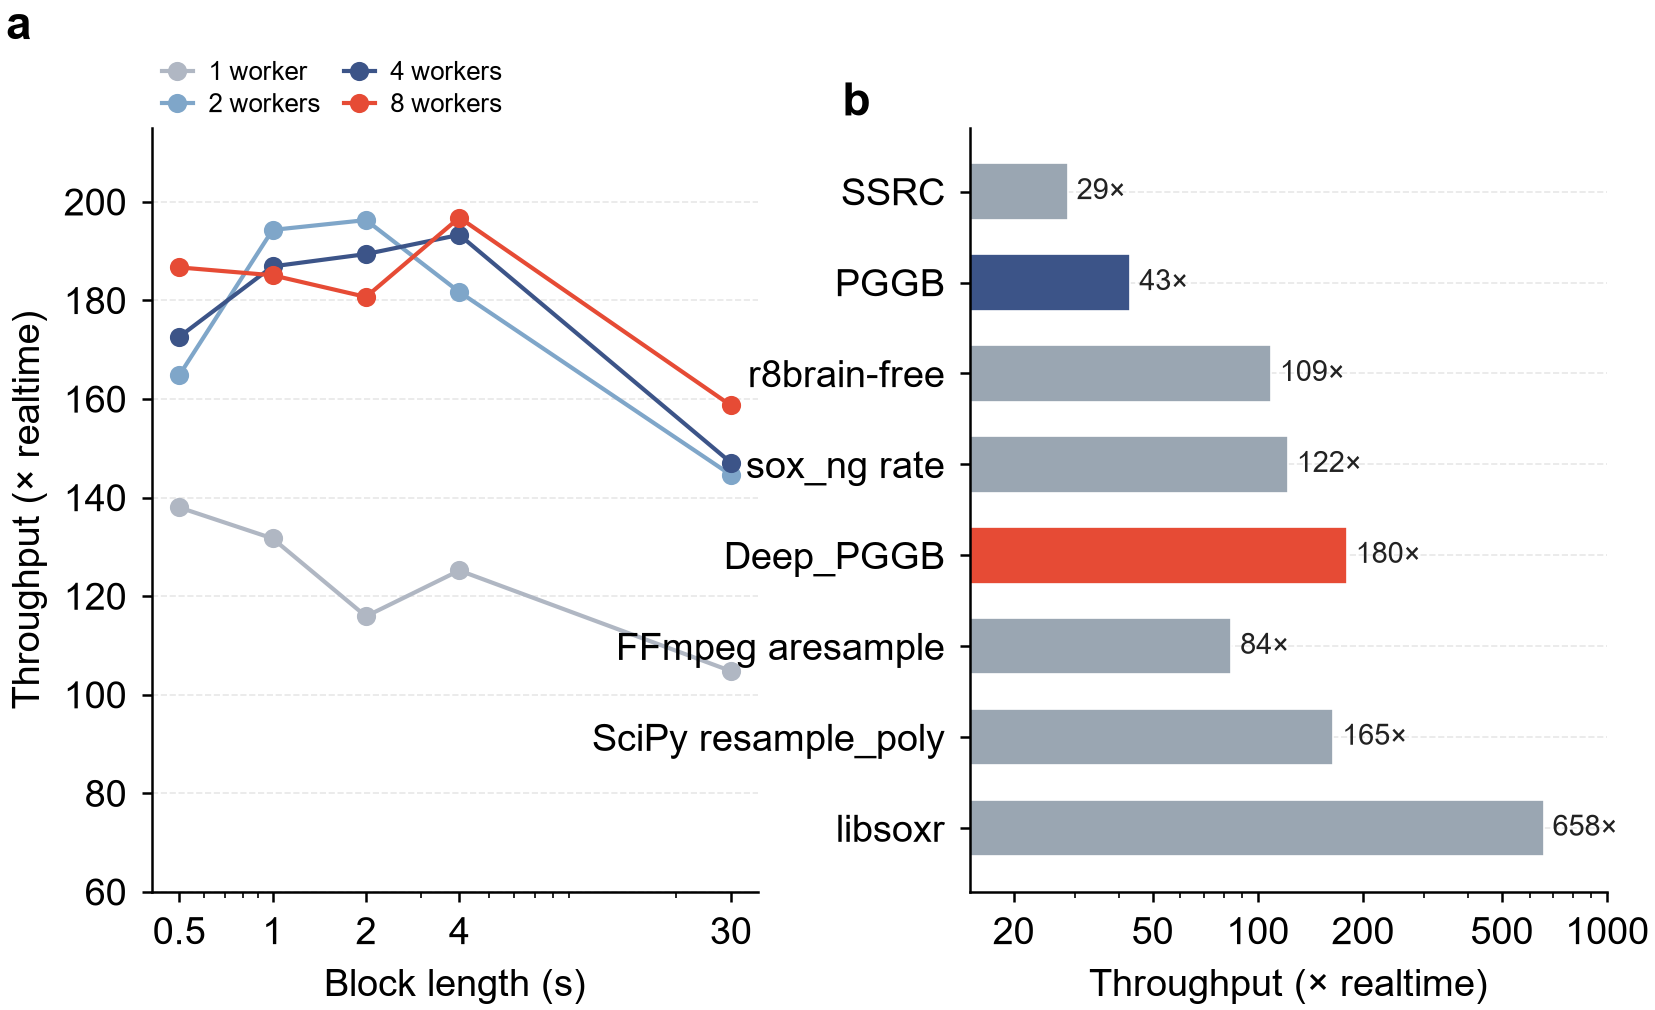 a
1 worker
2 workers
4 workers
8 workers
Throughput (× realtime)
200
180
160
140
120
100
80
60
0.5
1
2
4
30
Block length (s)
b
SSRC
29×
PGGB
43×
r8brain-free
109×
sox_ng rate
122×
Deep_PGGB
180×
FFmpeg aresample
84×
SciPy resample_poly
165×
libsoxr
658×
20
50
100
200
500
1000
Throughput (× realtime)